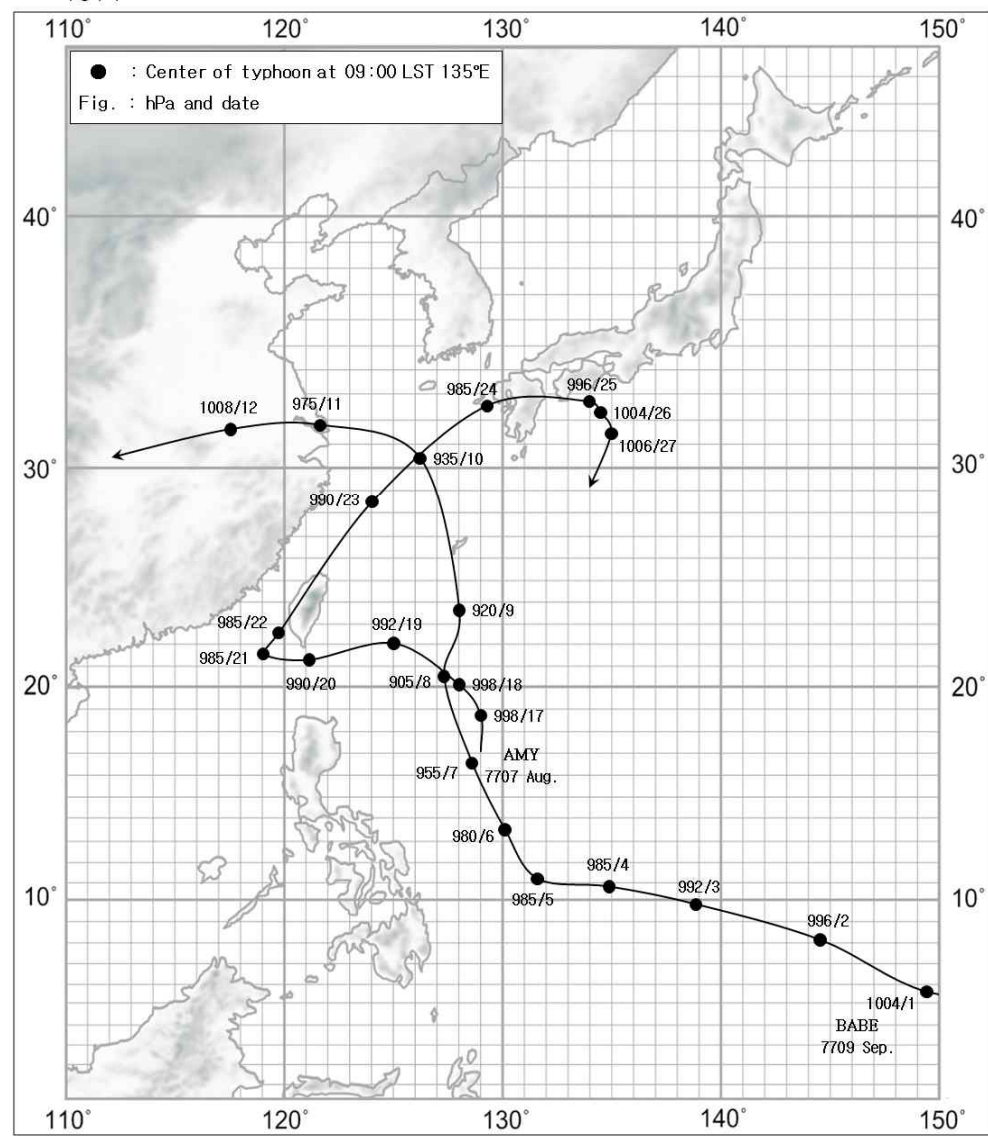 110° 120° 130° 140° 150°
● : Center of typhoon at 09:00 LST 135°E
Fig. : hPa and date
40° 40°
985/24 996/25
1008/12 975/11 1004/26
1006/27
935/10
30° 30°
990/23
920/9
985/22 992/19
985/21
990/20 905/8 998/18
20° 20°
998/17
AMY
955/7 7707 Aug.
980/6
985/4
985/5 992/3
10° 10°
996/2
1004/1
BABE
7709 Sep.
110° 120° 130° 140° 150°